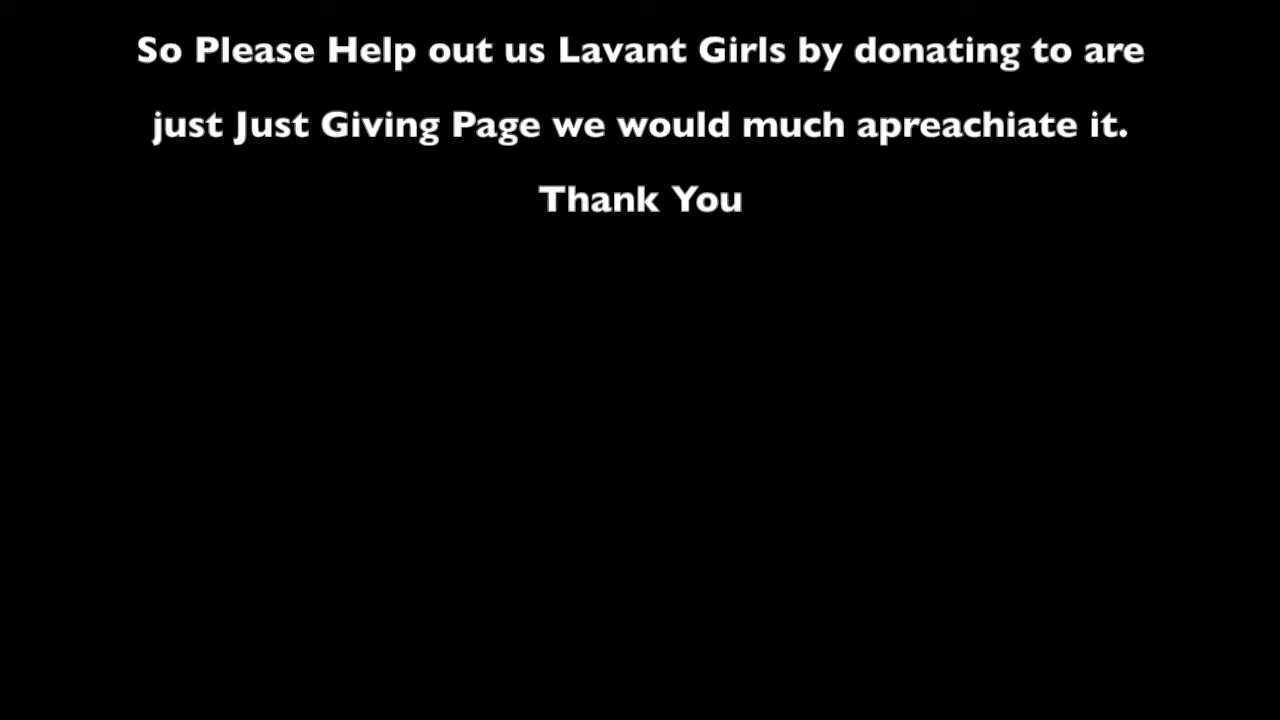 So Please Help out us Lavant Girls by donating to are
just Just Giving Page we would much apreachiate it.
Thank You